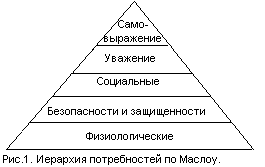 Само-
выражение
Уважение
Социальные
Безопасности и защищенности
Физиологические
Рис.1. Иерархия потребностей по Маслоу.